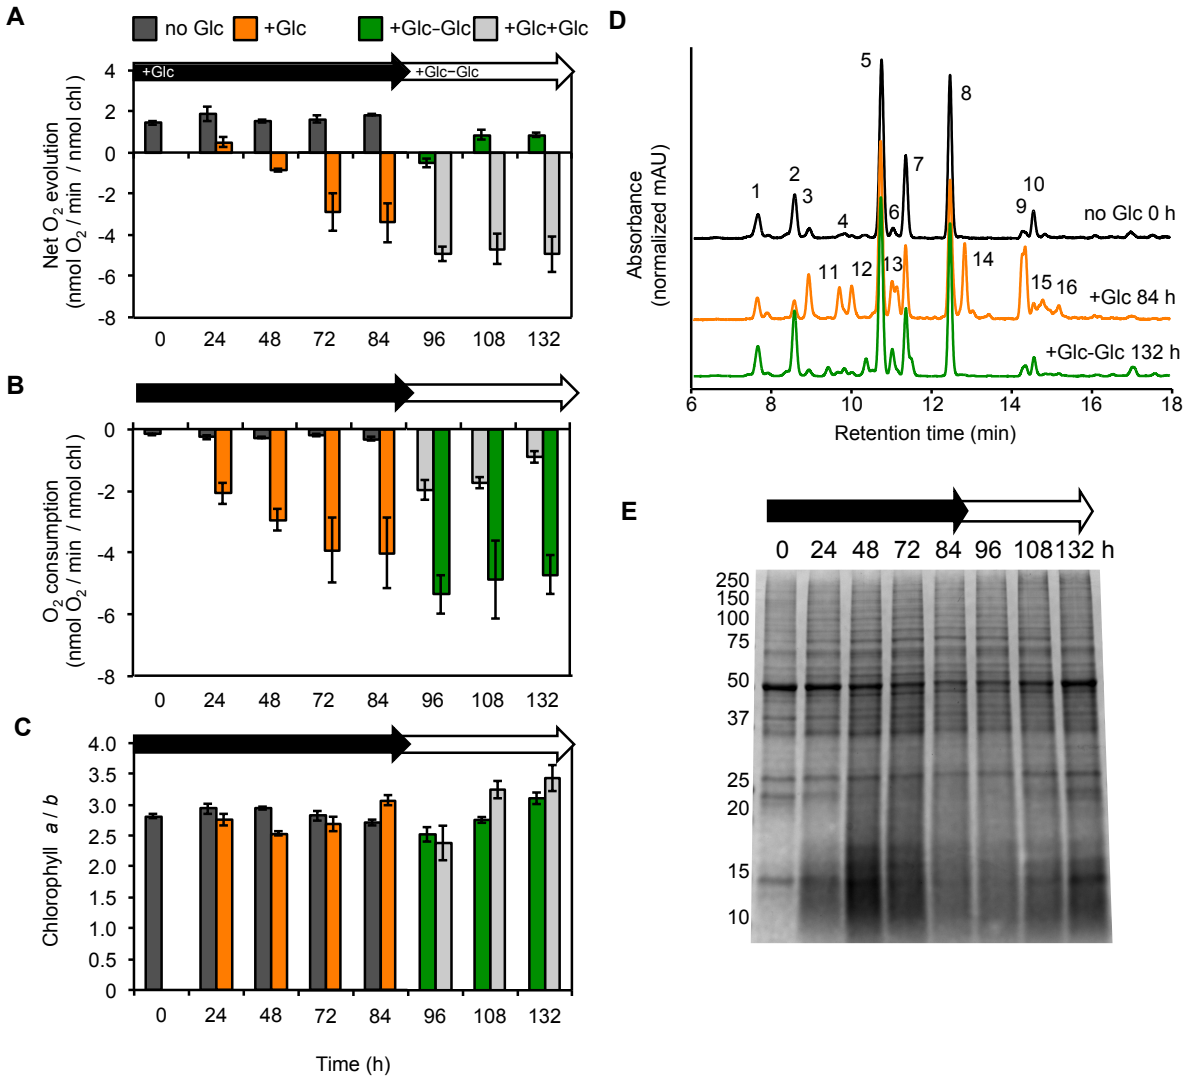 A
no Glc
+Glc
+Glc−Glc
+Glc+Glc
+Glc
+Glc−Glc
Net O2 evolution
(nmol O2 / min / nmol chl)
4
2
0
-2
-4
-6
-8
0 24 48 72 84 96 108 132
B
O2 consumption
(nmol O2 / min / nmol chl)
0
-2
-4
-6
-8
0 24 48 72 84 96 108 132
C
Chlorophyll a / b
4.0
3.5
3.0
2.5
2.0
1.5
1.0
0.5
0
0 24 48 72 84 96 108 132
Time (h)
D
Absorbance
(normalized mAU)
1 2 3 4 5 6 7 8 9 10
no Glc 0 h
11 12 13 14 15 16
+Glc 84 h
+Glc-Glc 132 h
6 8 10 12 14 16 18
Retention time (min)
E
0 24 48 72 84 96 108 132 h
250
150
100
75
50
37
25
20
15
10